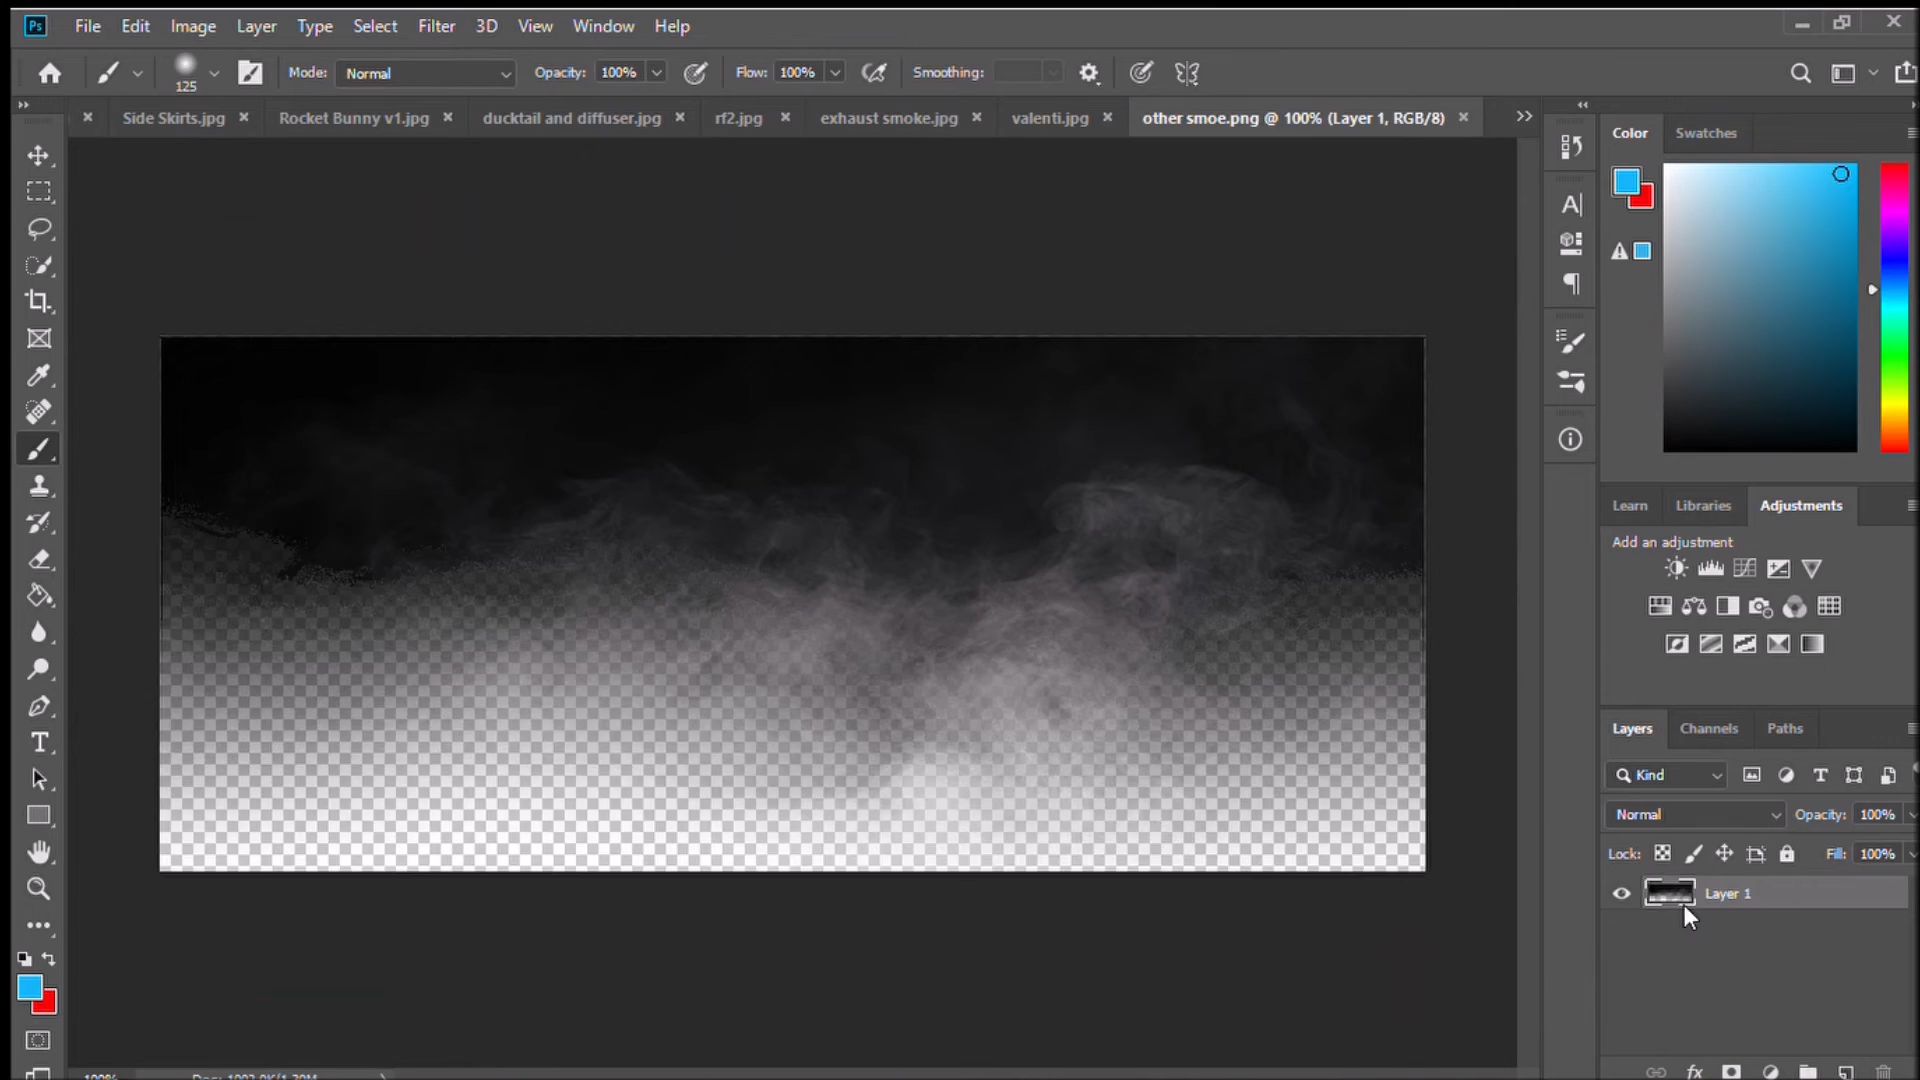 Ps File Edit Image Layer Type Select Filter 3D View Window Help
125 Mode: Normal Opacity: 100% Flow: 100% Smoothing:
Side Skirts.jpg Rocket Bunny v1.jpg ducktail and diffuser.jpg rf2.jpg exhaust smoke.jpg valenti.jpg other smoe.png @ 100% (Layer 1, RGB/8)
Color Swatches
Learn Libraries Adjustments
Add an adjustment
Layers Channels Paths
Kind
Normal Opacity: 100%
Lock: Fill: 100%
Layer 1
fx
100%